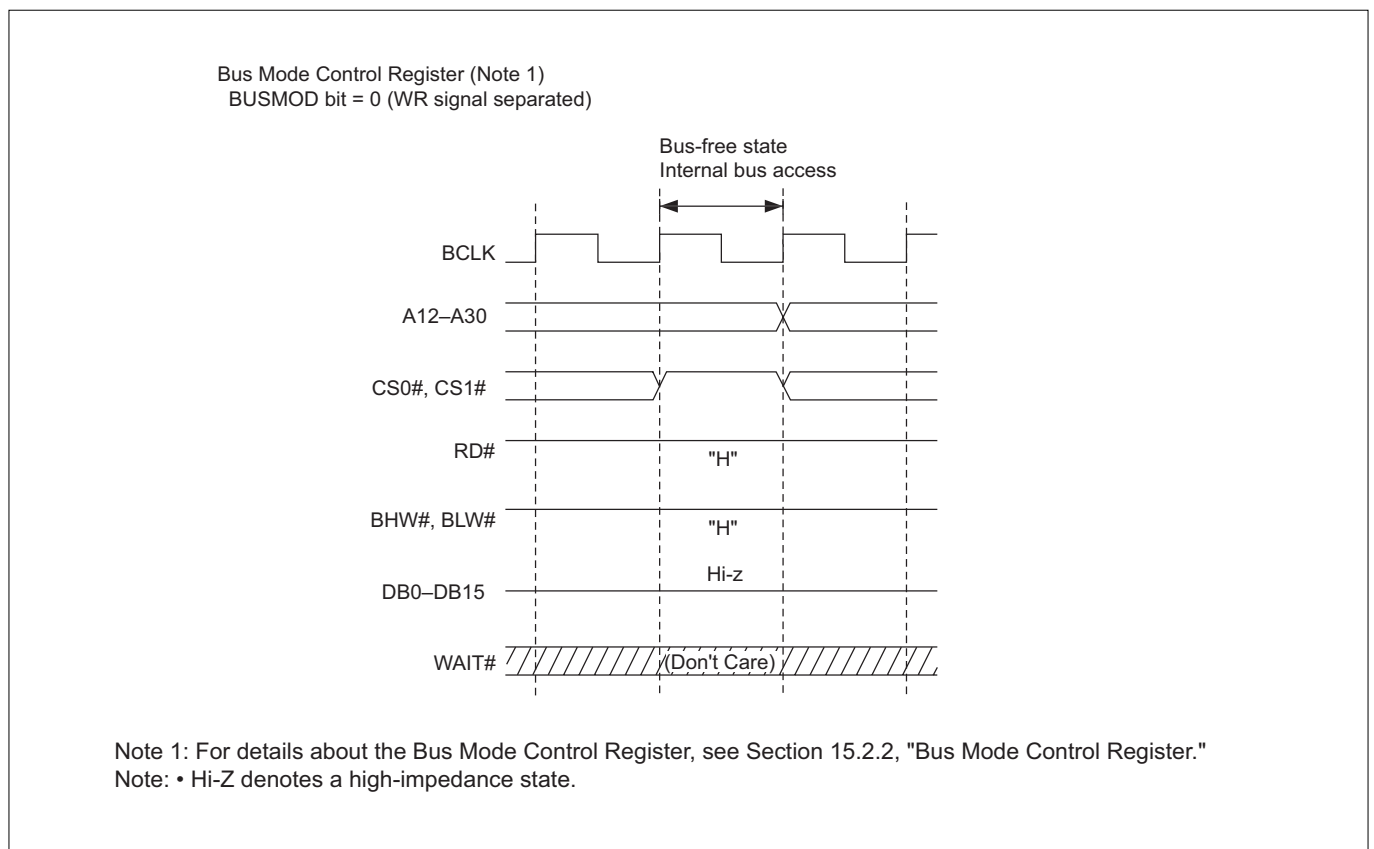 Bus Mode Control Register (Note 1)
BUSMOD bit = 0 (WR signal separated)
Bus-free state
Internal bus access
BCLK
A12–A30
CS0#, CS1#
RD#
"H"
BHW#, BLW#
"H"
Hi-z
DB0–DB15
WAIT#
(Don't Care)
Note 1: For details about the Bus Mode Control Register, see Section 15.2.2, "Bus Mode Control Register."
Note: • Hi-Z denotes a high-impedance state.